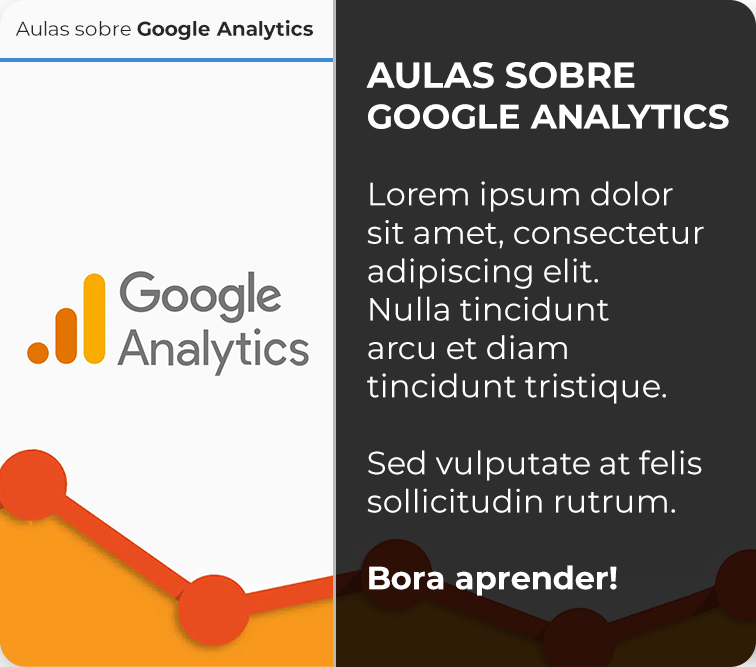 Aulas sobre Google Analytics
Google
Analytics
AULAS SOBRE
GOOGLE ANALYTICS
Lorem ipsum dolor
sit amet, consectetur
adipiscing elit.
Nulla tincidunt
arcu et diam
tincidunt tristique.
Sed vulputate at felis
sollicitudin rutrum.
Bora aprender!